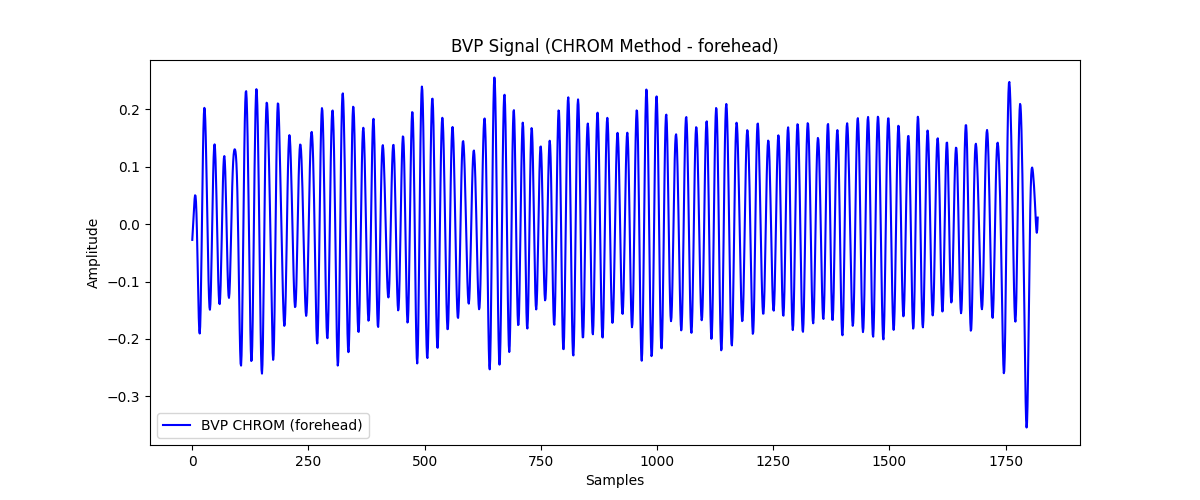 BVP Signal (CHROM Method - forehead)
0.2
0.1
0.0
−0.1
−0.2
−0.3
Amplitude
BVP CHROM (forehead)
0 250 500 750 1000 1250 1500 1750
Samples